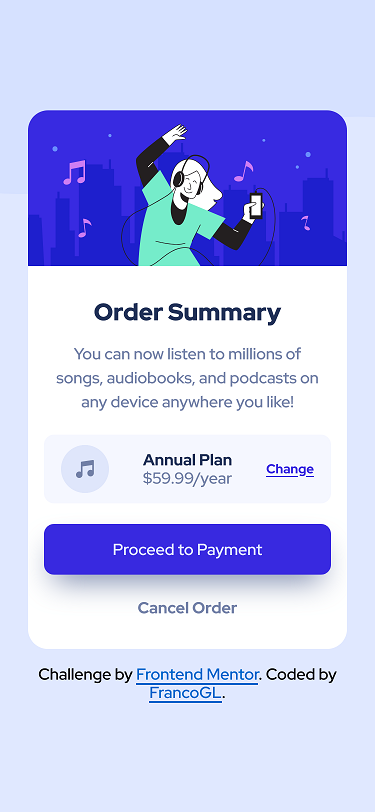 Order Summary
You can now listen to millions of
songs, audiobooks, and podcasts on
any device anywhere you like!
Annual Plan
$59.99/year
Change
Proceed to Payment
Cancel Order
Challenge by Frontend Mentor. Coded by
FrancoGL.